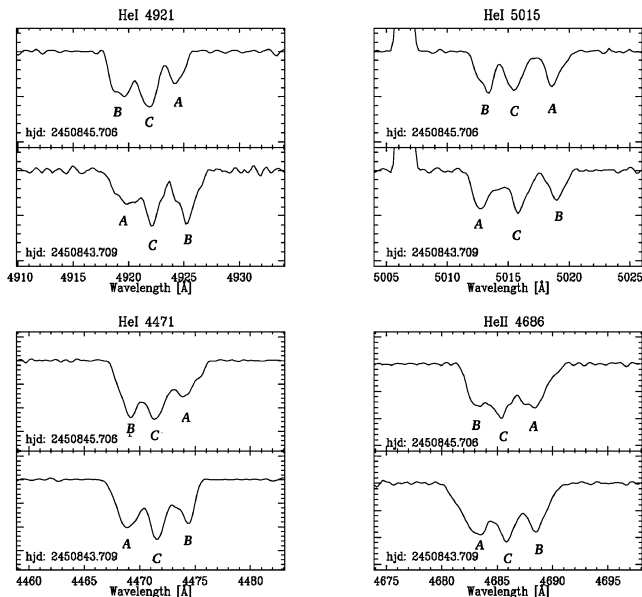 HeI 4921
B
C
A
hjd: 2450845.706
A
C
B
hjd: 2450843.709
4910 4915 4920 4925 4930
Wavelength [Å]
HeI 5015
B
C
A
hjd: 2450845.706
A
C
B
hjd: 2450843.709
5005 5010 5015 5020 5025
Wavelength [Å]
HeI 4471
B
C
A
hjd: 2450845.706
A
C
B
hjd: 2450843.709
4460 4465 4470 4475 4480
Wavelength [Å]
HeII 4686
B
C
A
hjd: 2450845.706
A
C
B
hjd: 2450843.709
4675 4680 4685 4690 4695
Wavelength [Å]